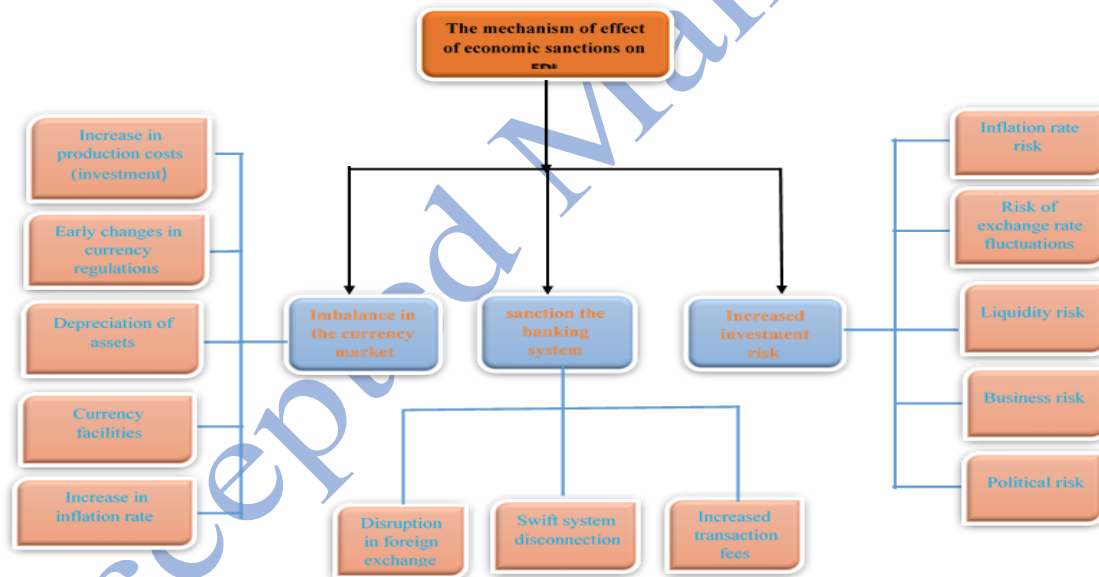 The mechanism of effect
of economic sanctions on
FDI
Increase in
production costs
(investment)
Early changes in
currency
regulations
Depreciation of
assets
Currency
facilities
Increase in
inflation rate
Imbalance in
the currency
market
sanction the
banking
system
Increased
investment
risk
Inflation rate
risk
Risk of
exchange rate
fluctuations
Liquidity risk
Business risk
Political risk
Disruption
in foreign
exchange
Swift system
disconnection
Increased
transaction
fees
cepted Man